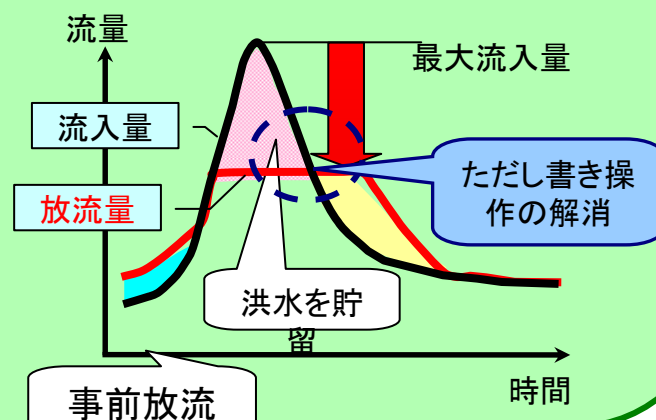 流量
最大流入量
流入量
ただし書き操
作の解消
放流量
洪水を貯
留
事前放流
時間